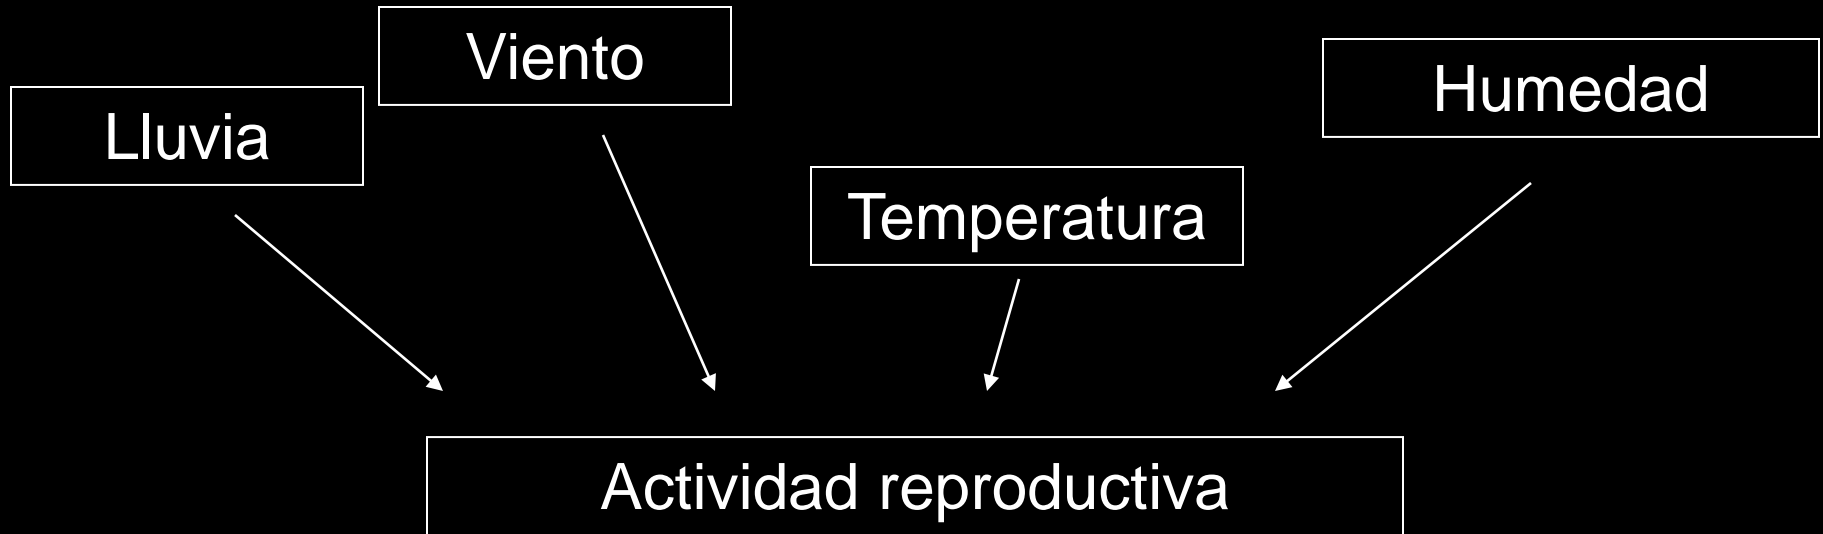 Viento
Lluvia
Humedad
Temperatura
Actividad reproductiva